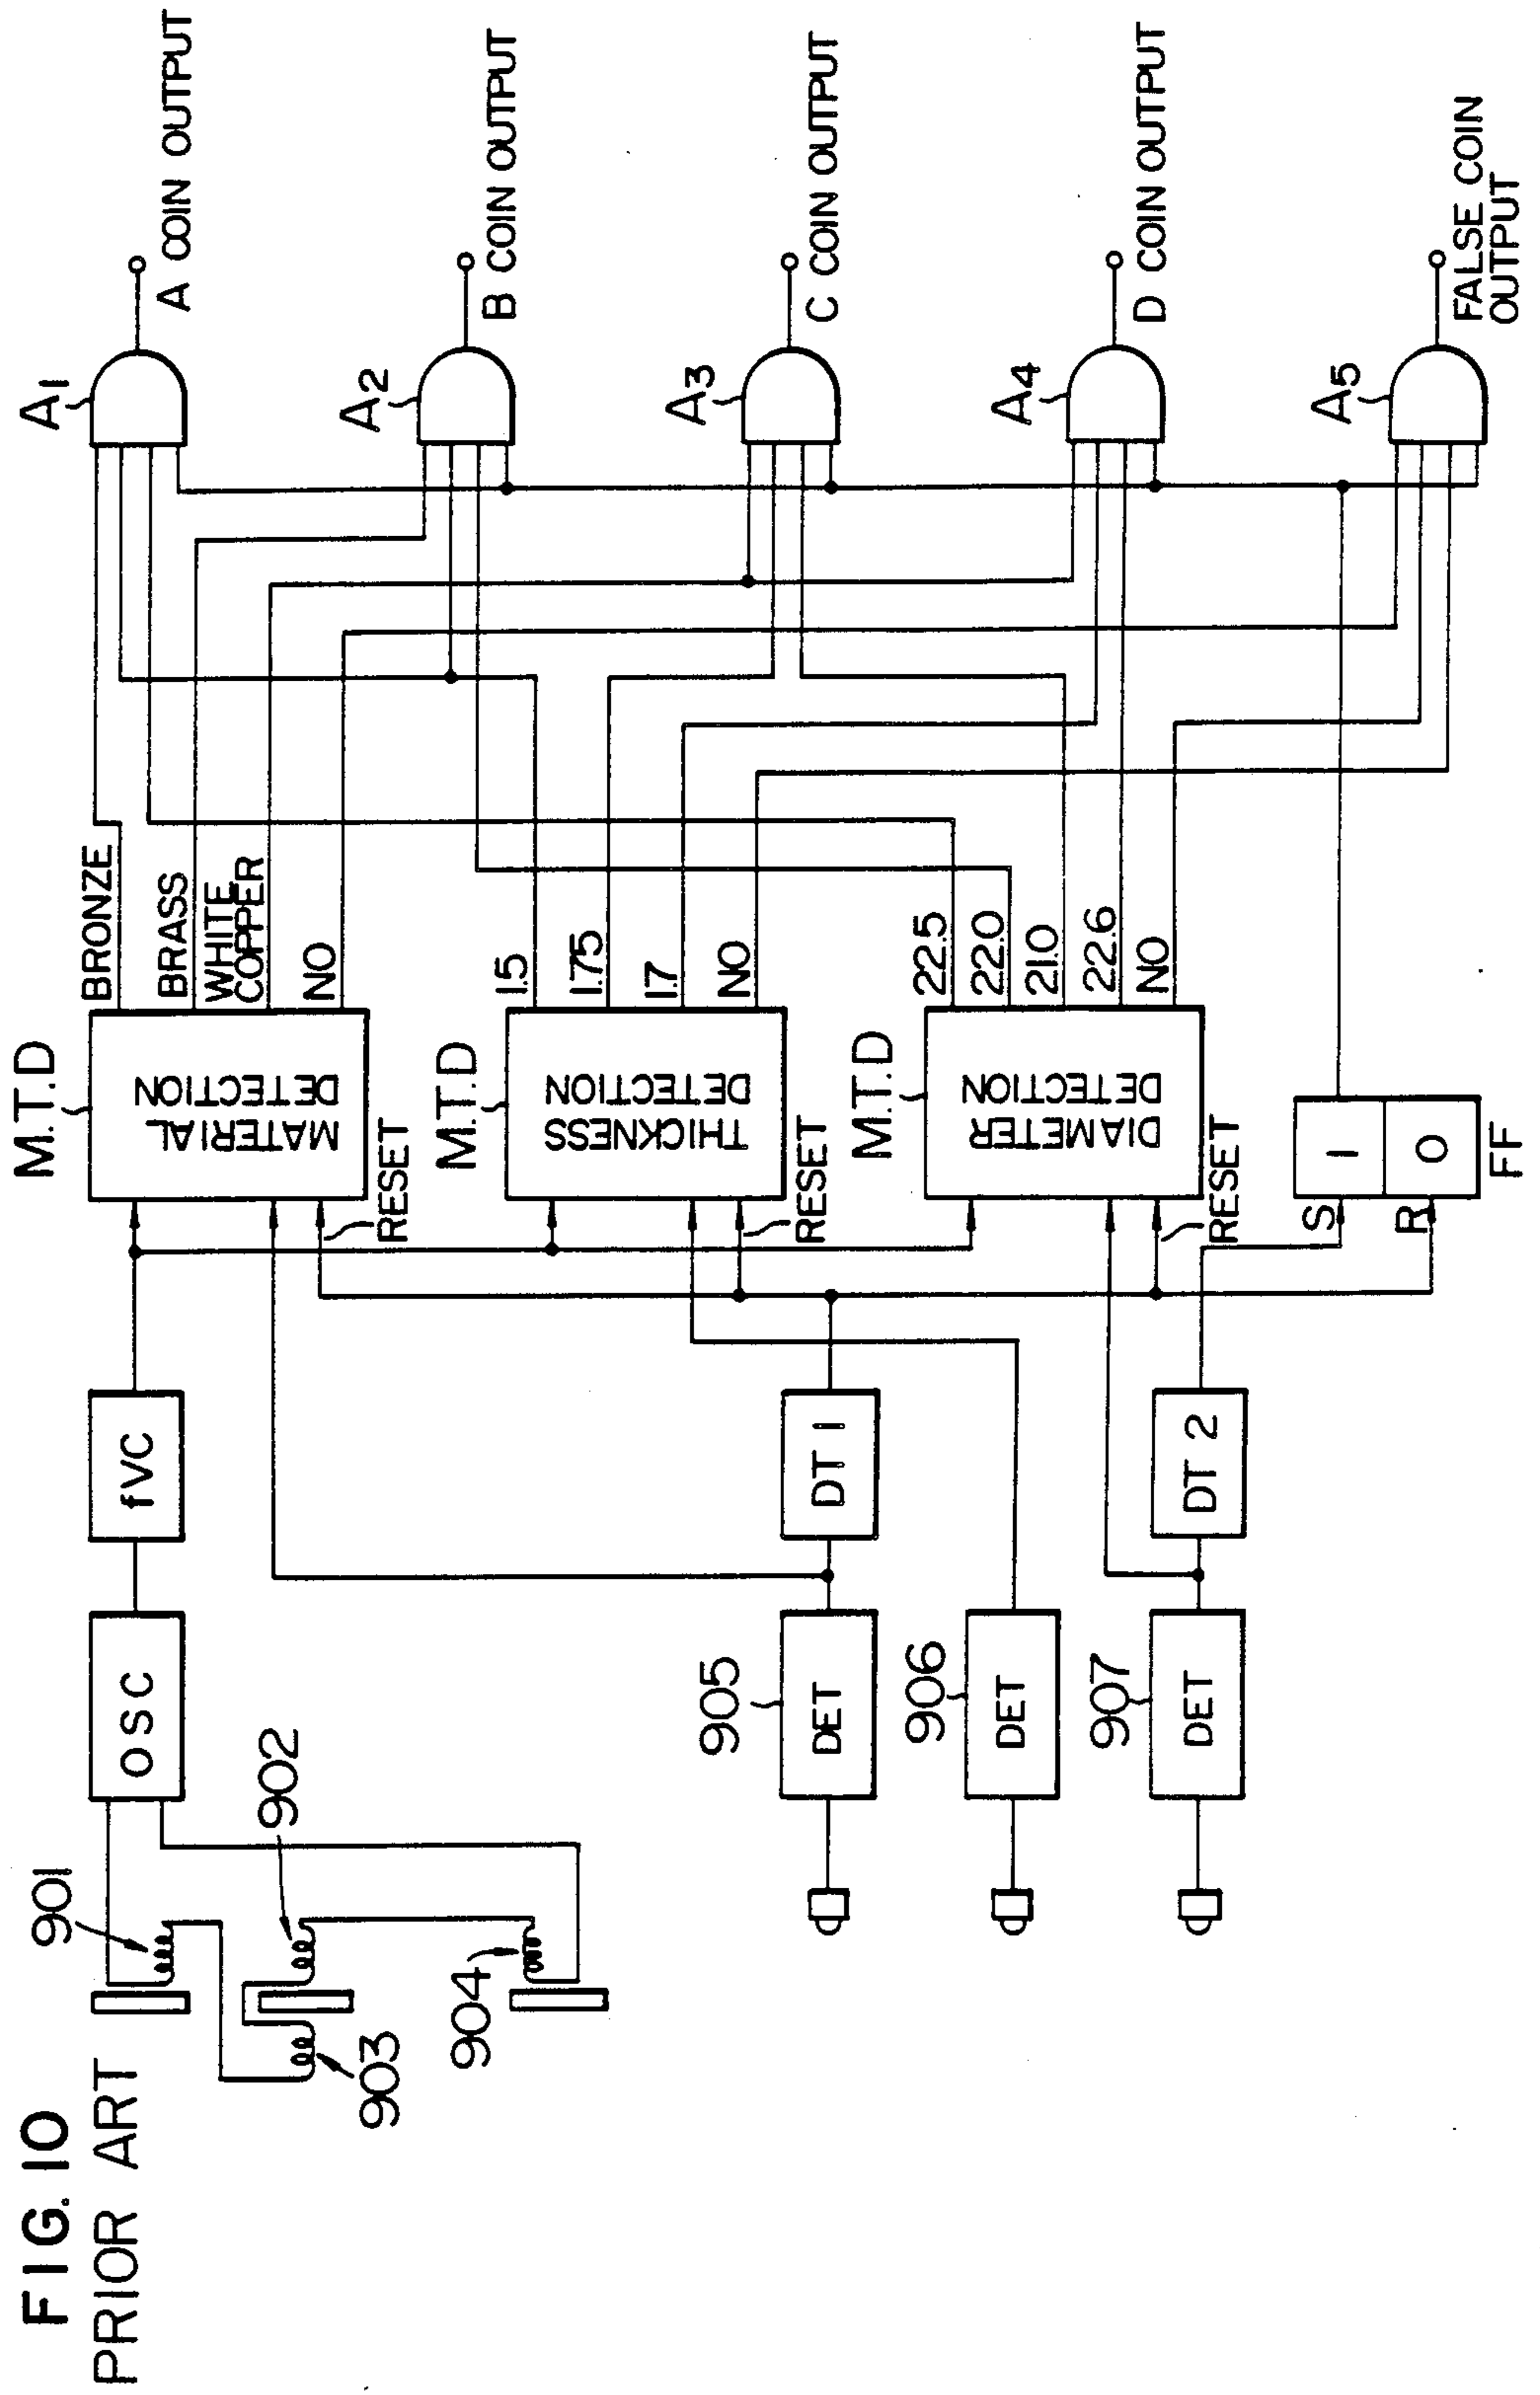 FIG. 10
PRIOR ART
901
902
903
904
OSC
fVC
905
DET
906
DET
907
DET
DT 1
DT 2
M.T.D
MATERIAL
DETECTION
RESET
M.T.D
THICKNESS
DETECTION
RESET
M.T.D
DIAMETER
DETECTION
RESET
S
R
1
0
FF
BRONZE
BRASS
WHITE
COPPER
NO
1.5
1.75
1.7
NO
22.5
22.0
21.0
22.6
NO
A1
A COIN OUTPUT
A2
B COIN OUTPUT
A3
C COIN OUTPUT
A4
D COIN OUTPUT
A5
FALSE COIN
OUTPUT